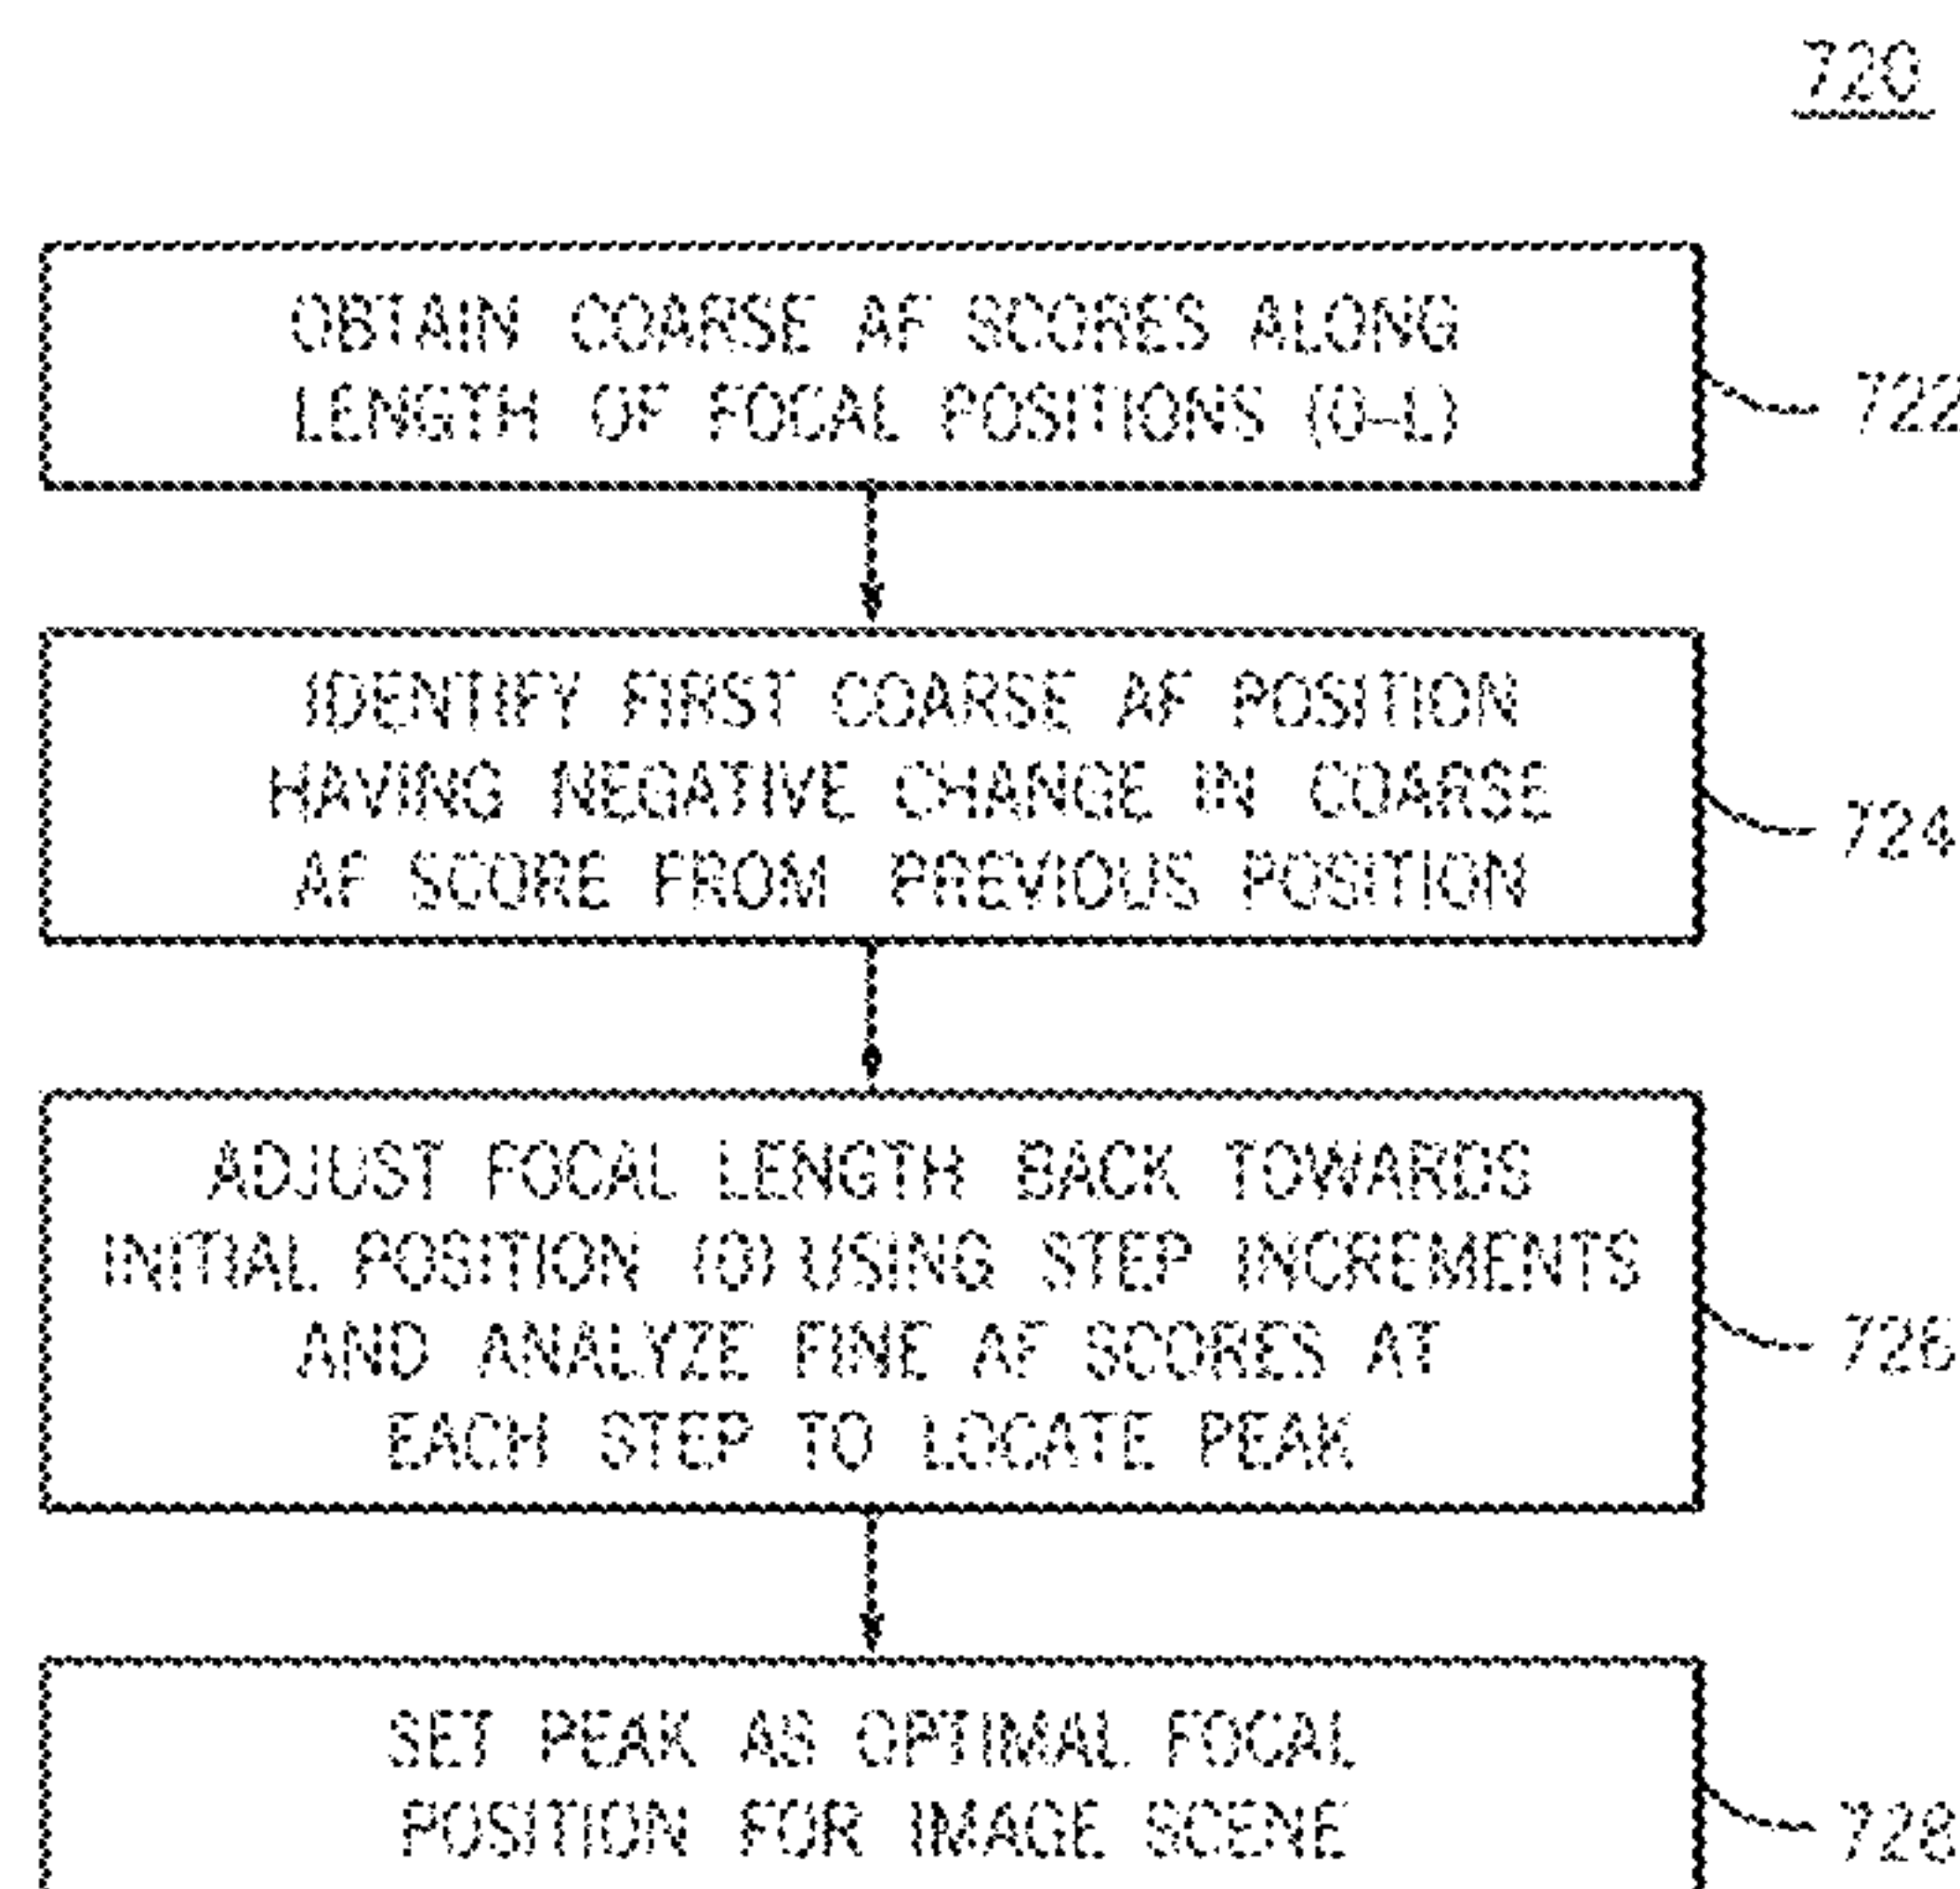 720
OBTAIN COARSE AF SCORES ALONG
LENGTH OF FOCAL POSITIONS (0-L)
722
IDENTIFY FIRST COARSE AF POSITION
HAVING NEGATIVE CHANGE IN COARSE
AF SCORE FROM PREVIOUS POSITION
724
ADJUST FOCAL LENGTH BACK TOWARDS
INITIAL POSITION (0) USING STEP INCREMENTS
AND ANALYZE FINE AF SCORES AT
EACH STEP TO LOCATE PEAK
726
SET PEAK AS OPTIMAL FOCAL
POSITION FOR IMAGE SCENE
728